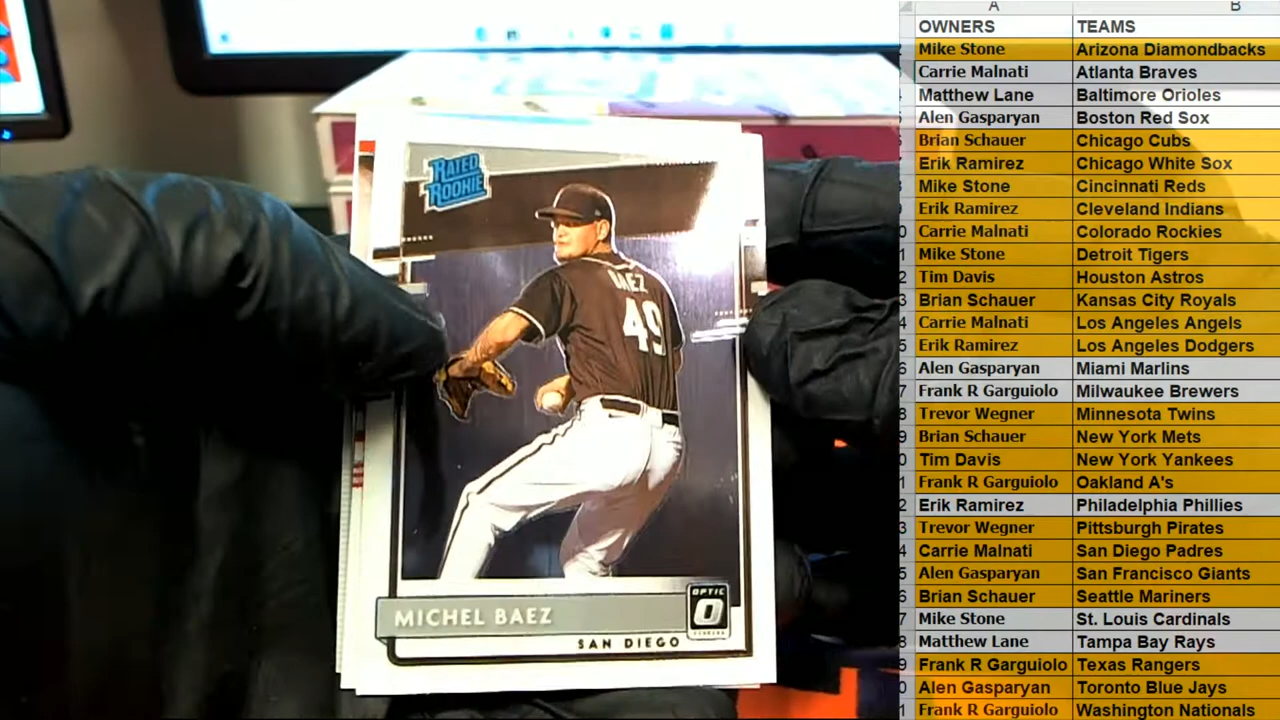 RATED
ROOKIE
BAEZ
49
MICHEL BAEZ
OPTIC
SAN DIEGO
A B
OWNERS TEAMS
Mike Stone Arizona Diamondbacks
Carrie Malnati Atlanta Braves
Matthew Lane Baltimore Orioles
Alen Gasparyan Boston Red Sox
Brian Schauer Chicago Cubs
Erik Ramirez Chicago White Sox
Mike Stone Cincinnati Reds
Erik Ramirez Cleveland Indians
Carrie Malnati Colorado Rockies
Mike Stone Detroit Tigers
Tim Davis Houston Astros
Brian Schauer Kansas City Royals
Carrie Malnati Los Angeles Angels
Erik Ramirez Los Angeles Dodgers
Alen Gasparyan Miami Marlins
Frank R Garguiolo Milwaukee Brewers
Trevor Wegner Minnesota Twins
Brian Schauer New York Mets
Tim Davis New York Yankees
Frank R Garguiolo Oakland A's
Erik Ramirez Philadelphia Phillies
Trevor Wegner Pittsburgh Pirates
Carrie Malnati San Diego Padres
Alen Gasparyan San Francisco Giants
Brian Schauer Seattle Mariners
Mike Stone St. Louis Cardinals
Matthew Lane Tampa Bay Rays
Frank R Garguiolo Texas Rangers
Alen Gasparyan Toronto Blue Jays
Frank R Garguiolo Washington Nationals